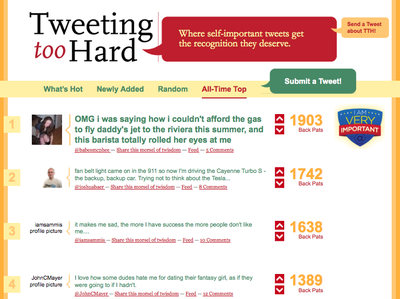 Tweeting
too Hard
Where self-important tweets get
the recognition they deserve.
Send a Tweet
about TTH!
What's Hot
Newly Added
Random
All-Time Top
Submit a Tweet!
1
OMG i was saying how i couldn't afford the gas
to fly daddy's jet to the riviera this summer, and
this barista totally rolled her eyes at me
— Share this morsel of twisdom — Feed — 2 Comments
1903
Back Pats
I AM
VERY
IMPORTANT
2
fan belt light came on in the 911 so now i'm driving the Cayenne Turbo S -
the backup, backup car. Trying not to think about the Tesla...
@joshuabaer — Share this morsel of twisdom — Feed — 8 Comments
1742
Back Pats
3
iamsammis
profile picture
it makes me sad, the more I have success the more people don't like
me....
@iamsammis — Share this morsel of twisdom — Feed — 10 Comments
1638
Back Pats
4
JohnCMayer
profile picture
I love how some dudes hate me for dating their fantasy girl, as if they
were going to if I hadn't.
@JohnCMayer — Share this morsel of twisdom — Feed — 12 Comments
1389
Back Pats